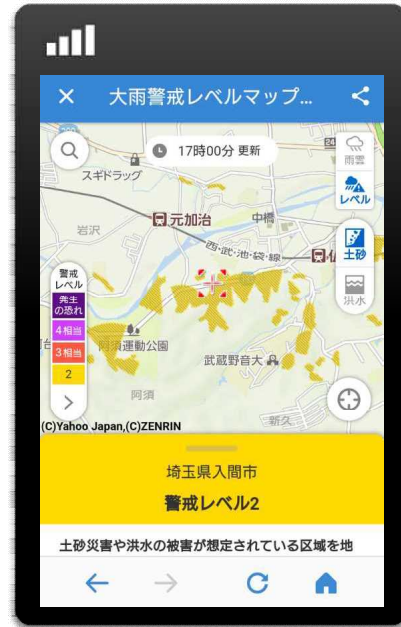 大雨警戒レベルマップ...
17時00分 更新
雨雲
レベル
土砂
洪水
スギドラッグ
元加治
中橋
岩沢
西・武・池・袋・線
警戒
レベル
発生
の恐れ
4相当
3相当
2
阿須運動公園
武蔵野音大
阿須
新久
(C)Yahoo Japan,(C)ZENRIN
埼玉県入間市
警戒レベル2
土砂災害や洪水の被害が想定されている区域を地